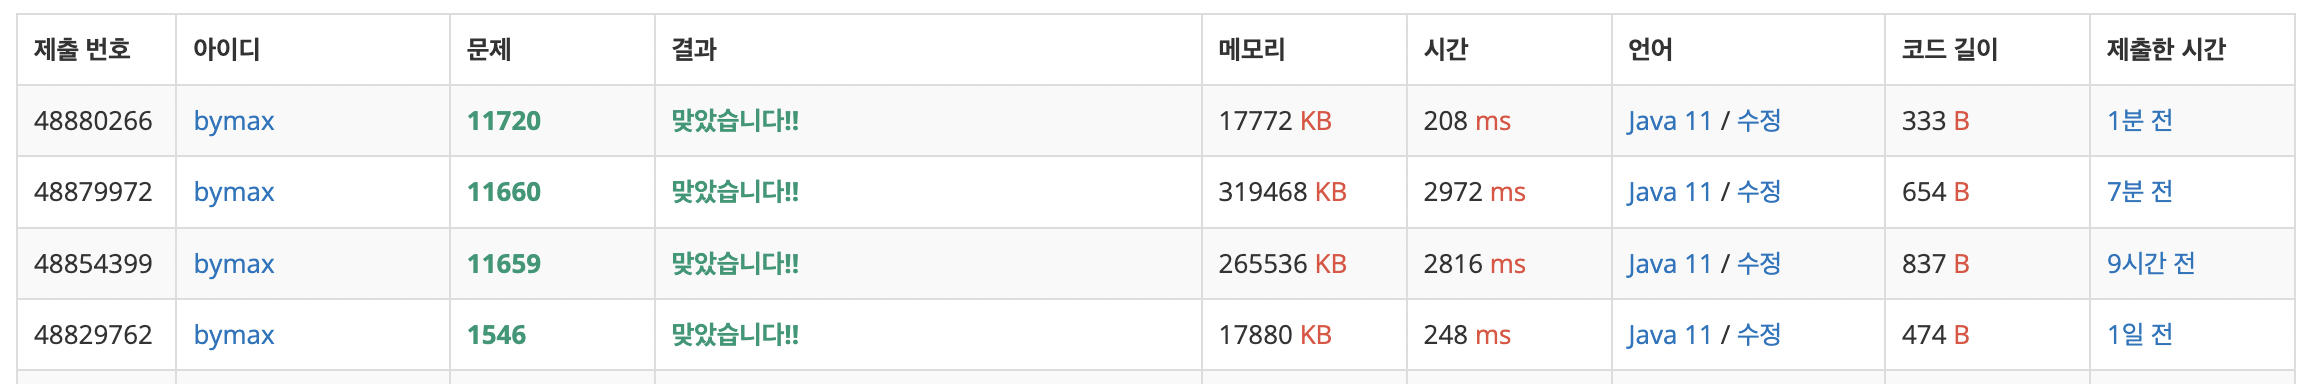 제출 번호 아이디 문제 결과 메모리 시간 언어 코드 길이 제출한 시간
48880266 bymax 11720 맞았습니다!! 17772 KB 208 ms Java 11 / 수정 333 B 1분 전
48879972 bymax 11660 맞았습니다!! 319468 KB 2972 ms Java 11 / 수정 654 B 7분 전
48854399 bymax 11659 맞았습니다!! 265536 KB 2816 ms Java 11 / 수정 837 B 9시간 전
48829762 bymax 1546 맞았습니다!! 17880 KB 248 ms Java 11 / 수정 474 B 1일 전